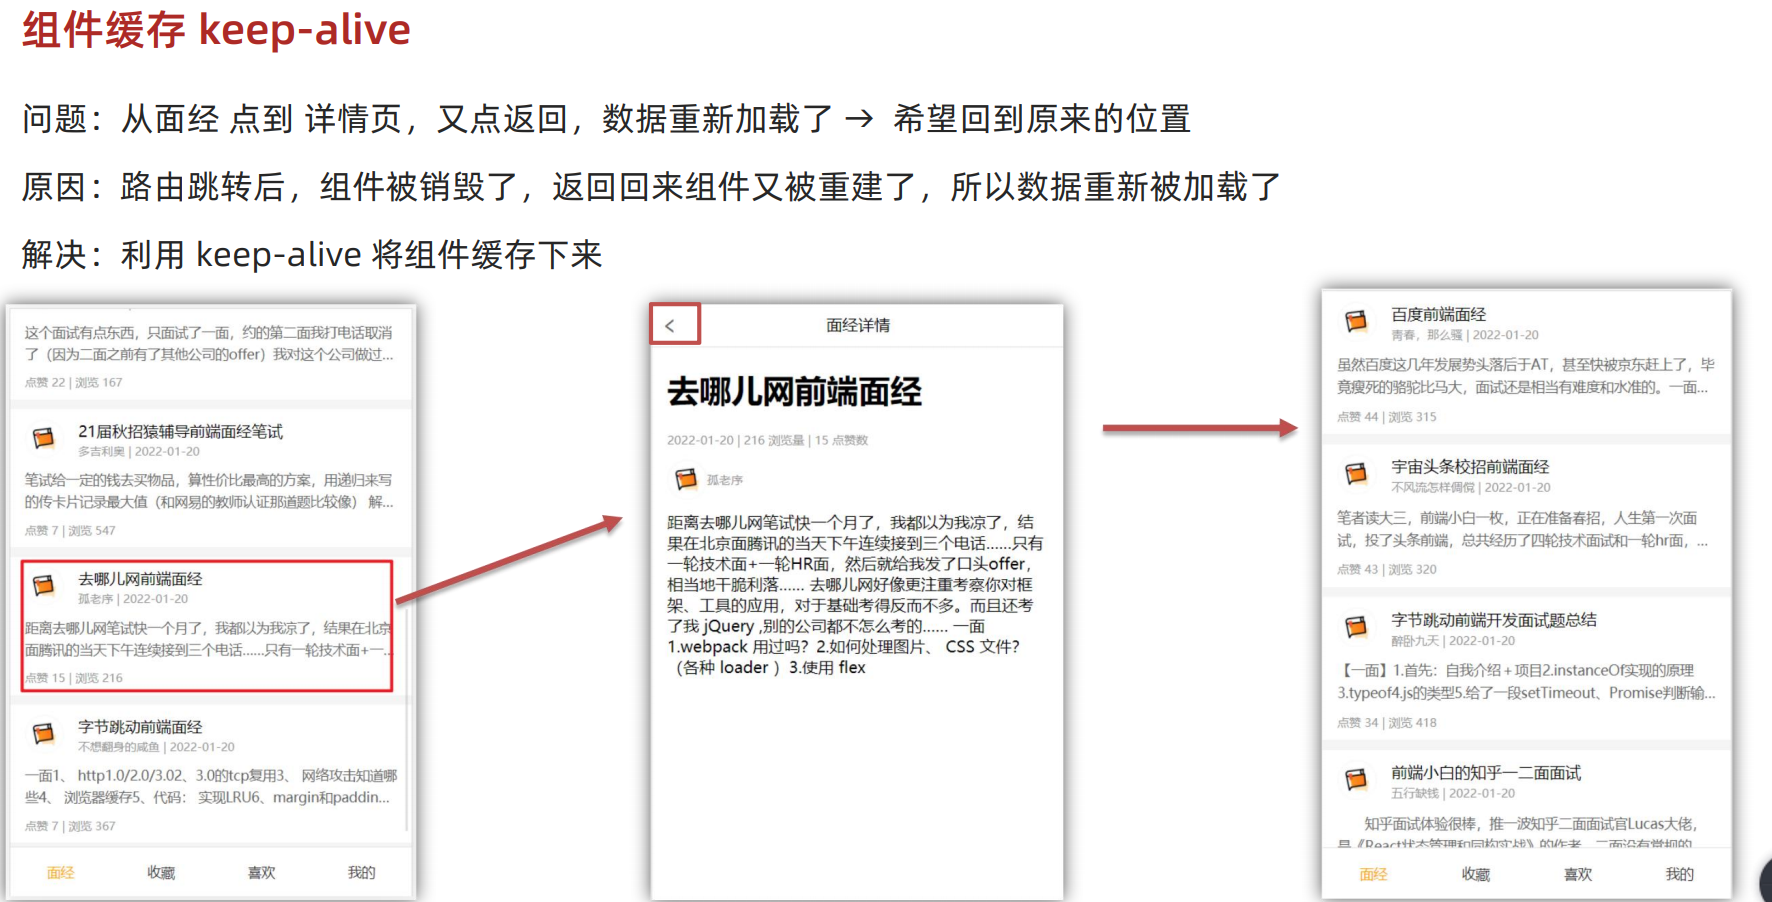 组件缓存 keep-alive
问题：从面经 点到 详情页，又点返回，数据重新加载了 → 希望回到原来的位置
原因：路由跳转后，组件被销毁了，返回回来组件又被重建了，所以数据重新被加载了
解决：利用 keep-alive 将组件缓存下来
这个面试有点东西，只面试了一面，约的第二面我打电话取消
了（因为二面之前有了其他公司的offer）我对这个公司做过...
点赞 22 | 浏览 167
21届秋招猿辅导前端面经笔试
多吉利奥 | 2022-01-20
笔试给一定的钱去买物品，算性价比最高的方案，用递归来写
的传卡片记录最大值（和网易的教师认证那道题比较像） 解...
点赞 7 | 浏览 547
去哪儿网前端面经
孤老序 | 2022-01-20
距离去哪儿网笔试快一个月了，我都以为我凉了，结果在北京
面腾讯的当天下午连续接到三个电话......只有一轮技术面+一...
点赞 15 | 浏览 216
字节跳动前端面经
不想翻身的咸鱼 | 2022-01-20
一面1、 http1.0/2.0/3.02、3.0的tcp复用3、 网络攻击知道哪
些4、 浏览器缓存5、代码： 实现LRU6、margin和paddin...
点赞 7 | 浏览 367
面经 收藏 喜欢 我的
< 面经详情
去哪儿网前端面经
2022-01-20 | 216 浏览量 | 15 点赞数
孤老序
距离去哪儿网笔试快一个月了，我都以为我凉了，结
果在北京面腾讯的当天下午连续接到三个电话......只有
一轮技术面+一轮HR面，然后就给我发了口头offer，
相当地干脆利落...... 去哪儿网好像更注重考察你对框
架、工具的应用，对于基础考得反而不多。而且还考
了我 jQuery ,别的公司都不怎么考的...... 一面
1.webpack 用过吗？2.如何处理图片、 CSS 文件？
（各种 loader ）3.使用 flex
百度前端面经
青春，那么骚 | 2022-01-20
虽然百度这几年发展势头落后于AT，甚至快被京东赶上了，毕
竟瘦死的骆驼比马大，面试还是相当有难度和水准的。一面...
点赞 44 | 浏览 315
宇宙头条校招前端面经
不风流怎样倜傥 | 2022-01-20
笔者读大三，前端小白一枚，正在准备春招，人生第一次面
试，投了头条前端，总共经历了四轮技术面试和一轮hr面，...
点赞 43 | 浏览 320
字节跳动前端开发面试题总结
醉卧九天 | 2022-01-20
【一面】1.首先：自我介绍＋项目2.instanceOf实现的原理
3.typeof4.js的类型5.给了一段setTimeout、Promise判断输...
点赞 34 | 浏览 418
前端小白的知乎一二面面试
五行缺钱 | 2022-01-20
知乎面试体验很棒，推一波知乎二面面试官Lucas大佬，
是《React状态管理和同构实战》的作者，二面没有常规的
面经 收藏 喜欢 我的